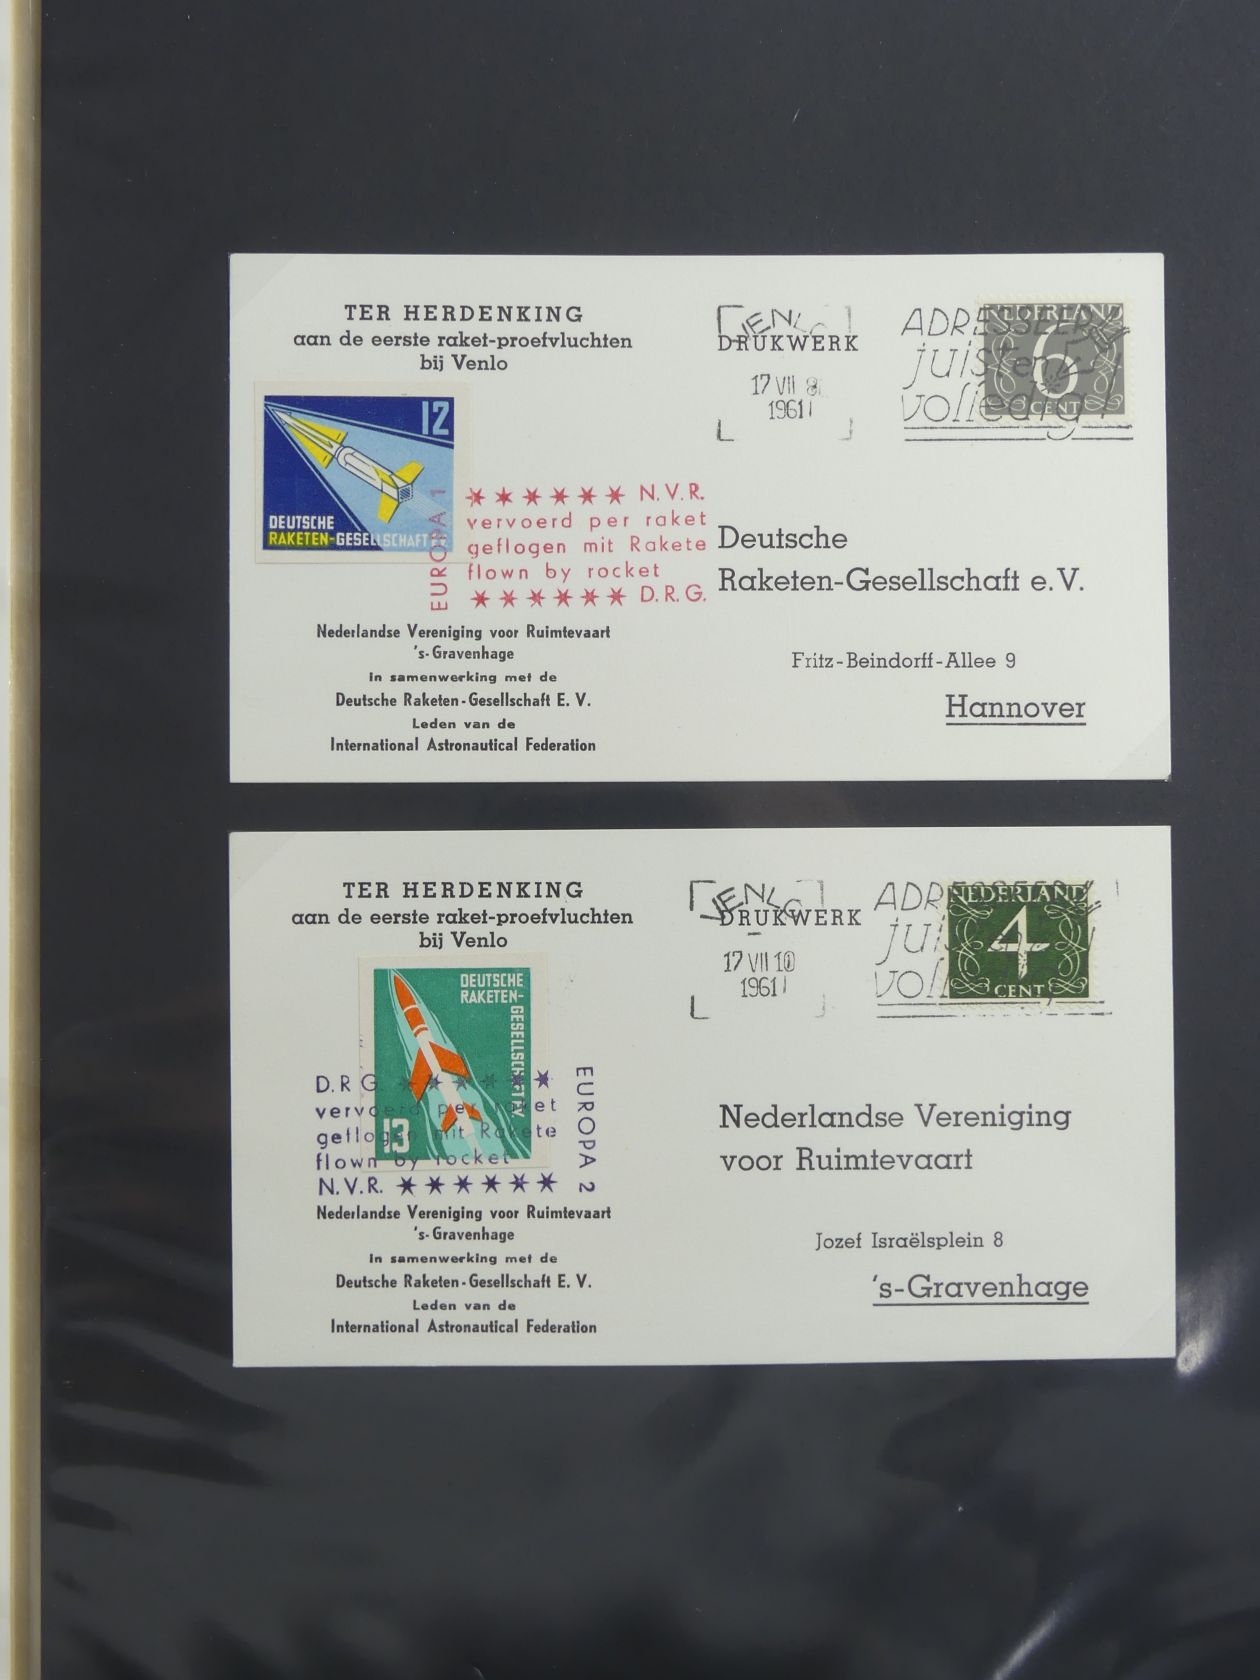 TER HERDENKING
aan de eerste raket-proefvluchten
bij Venlo
12
DEUTSCHE
RAKETEN-GESELLSCHAFT
EUROPA 1
N.V.R.
vervoerd per raket
geflogen mit Rakete
flown by rocket
D.R.G.
Nederlandse Vereniging voor Ruimtevaart
's-Gravenhage
In samenwerking met de
Deutsche Raketen-Gesellschaft E. V.
Leden van de
International Astronautical Federation
VENLO
DRUKWERK
17 VII 8
1961
ADRESSEER
juist en
volledig!
NEDERLAND
6
CENT
Deutsche
Raketen-Gesellschaft e.V.
Fritz-Beindorff-Allee 9
Hannover
TER HERDENKING
aan de eerste raket-proefvluchten
bij Venlo
DEUTSCHE
RAKETEN-
GESELLSCHAFT
13
D.R.G.
vervoerd per raket
geflogen mit Rakete
flown by rocket
N.V.R.
EUROPA 2
Nederlandse Vereniging voor Ruimtevaart
's-Gravenhage
In samenwerking met de
Deutsche Raketen-Gesellschaft E. V.
Leden van de
International Astronautical Federation
VENLO
DRUKWERK
17 VII 10
1961
NEDERLAND
4
CENT
Nederlandse Vereniging
voor Ruimtevaart
Jozef Israëlsplein 8
's-Gravenhage